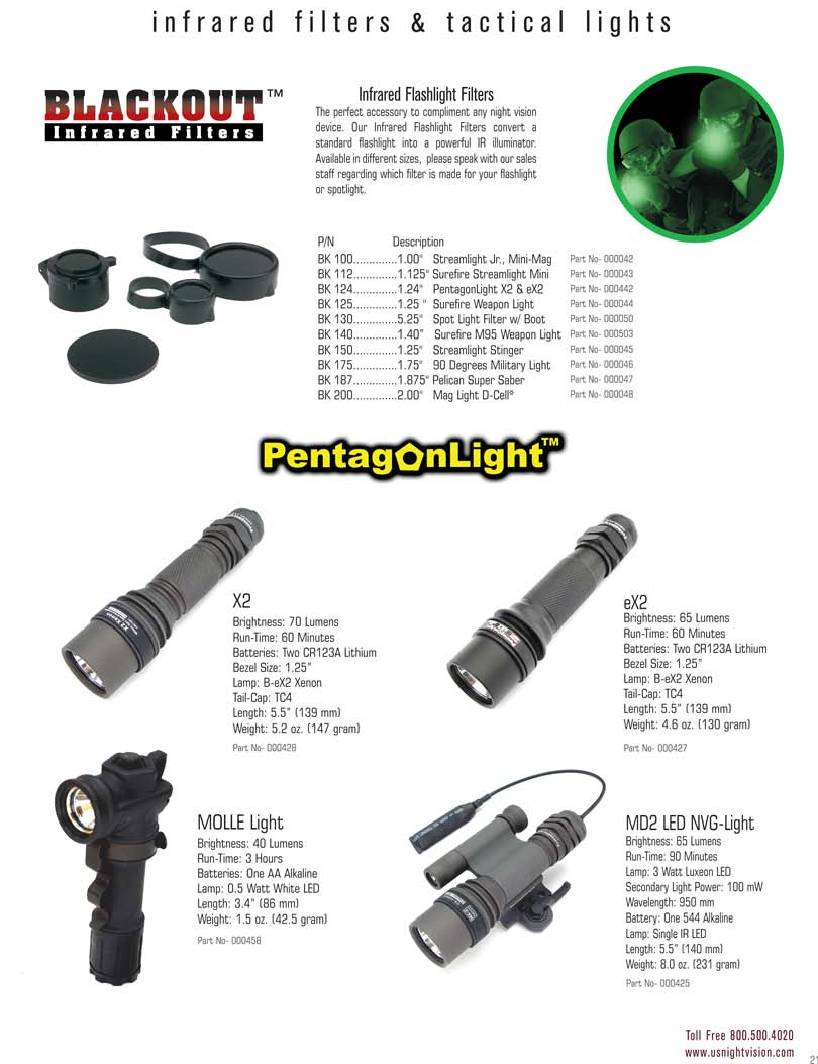 infrared filters & tactical lights
BLACKOUT™
Infrared Filters
Infrared Flashlight Filters
The perfect accessory to compliment any night vision
device. Our Infrared Flashlight Filters convert a
standard flashlight into a powerful IR illuminator.
Available in different sizes, please speak with our sales
staff regarding which filter is made for your flashlight
or spotlight.
P/N Description
BK 100..............1.00" Streamlight Jr., Mini-Mag Part No- 000042
BK 112..............1.125" Surefire Streamlight Mini Part No- 000043
BK 124..............1.24" PentagonLight X2 & eX2 Part No- 000442
BK 125..............1.25 " Surefire Weapon Light Part No- 000044
BK 130..............5.25" Spot Light Filter w/ Boot Part No- 000050
BK 140..............1.40" Surefire M95 Weapon Light Part No- 000503
BK 150..............1.25" Streamlight Stinger Part No- 000045
BK 175..............1.75" 90 Degrees Military Light Part No- 000046
BK 187..............1.875" Pelican Super Saber Part No- 000047
BK 200..............2.00" Mag Light D-Cell® Part No- 000048
PentagonLight™
X2
Brightness: 70 Lumens
Run-Time: 60 Minutes
Batteries: Two CR123A Lithium
Bezell Size: 1.25"
Lamp: B-eX2 Xenon
Tail-Cap: TC4
Length: 5.5" (139 mm)
Weight: 5.2 oz. (147 gram)
Part No- 000428
eX2
Brightness: 65 Lumens
Run-Time: 60 Minutes
Batteries: Two CR123A Lithium
Bezel Size: 1.25"
Lamp: B-eX2 Xenon
Tail-Cap: TC4
Length: 5.5" (139 mm)
Weight: 4.6 oz. (130 gram)
Part No- 000427
MOLLE Light
Brightness: 40 Lumens
Run-Time: 3 Hours
Batteries: One AA Alkaline
Lamp: 0.5 Watt White LED
Length: 3.4" (86 mm)
Weight: 1.5 oz. (42.5 gram)
Part No- 000458
MD2 LED NVG-Light
Brightness: 65 Lumens
Run-Time: 90 Minutes
Lamp: 3 Watt Luxeon LED
Secondary Light Power: 100 mW
Wavelength: 950 mm
Battery: One 544 Alkaline
Lamp: Single IR LED
Length: 5.5" (140 mm)
Weight: 8.0 oz. (231 gram)
Part No- 000425
Toll Free 800.500.4020
www.usnightvision.com
21